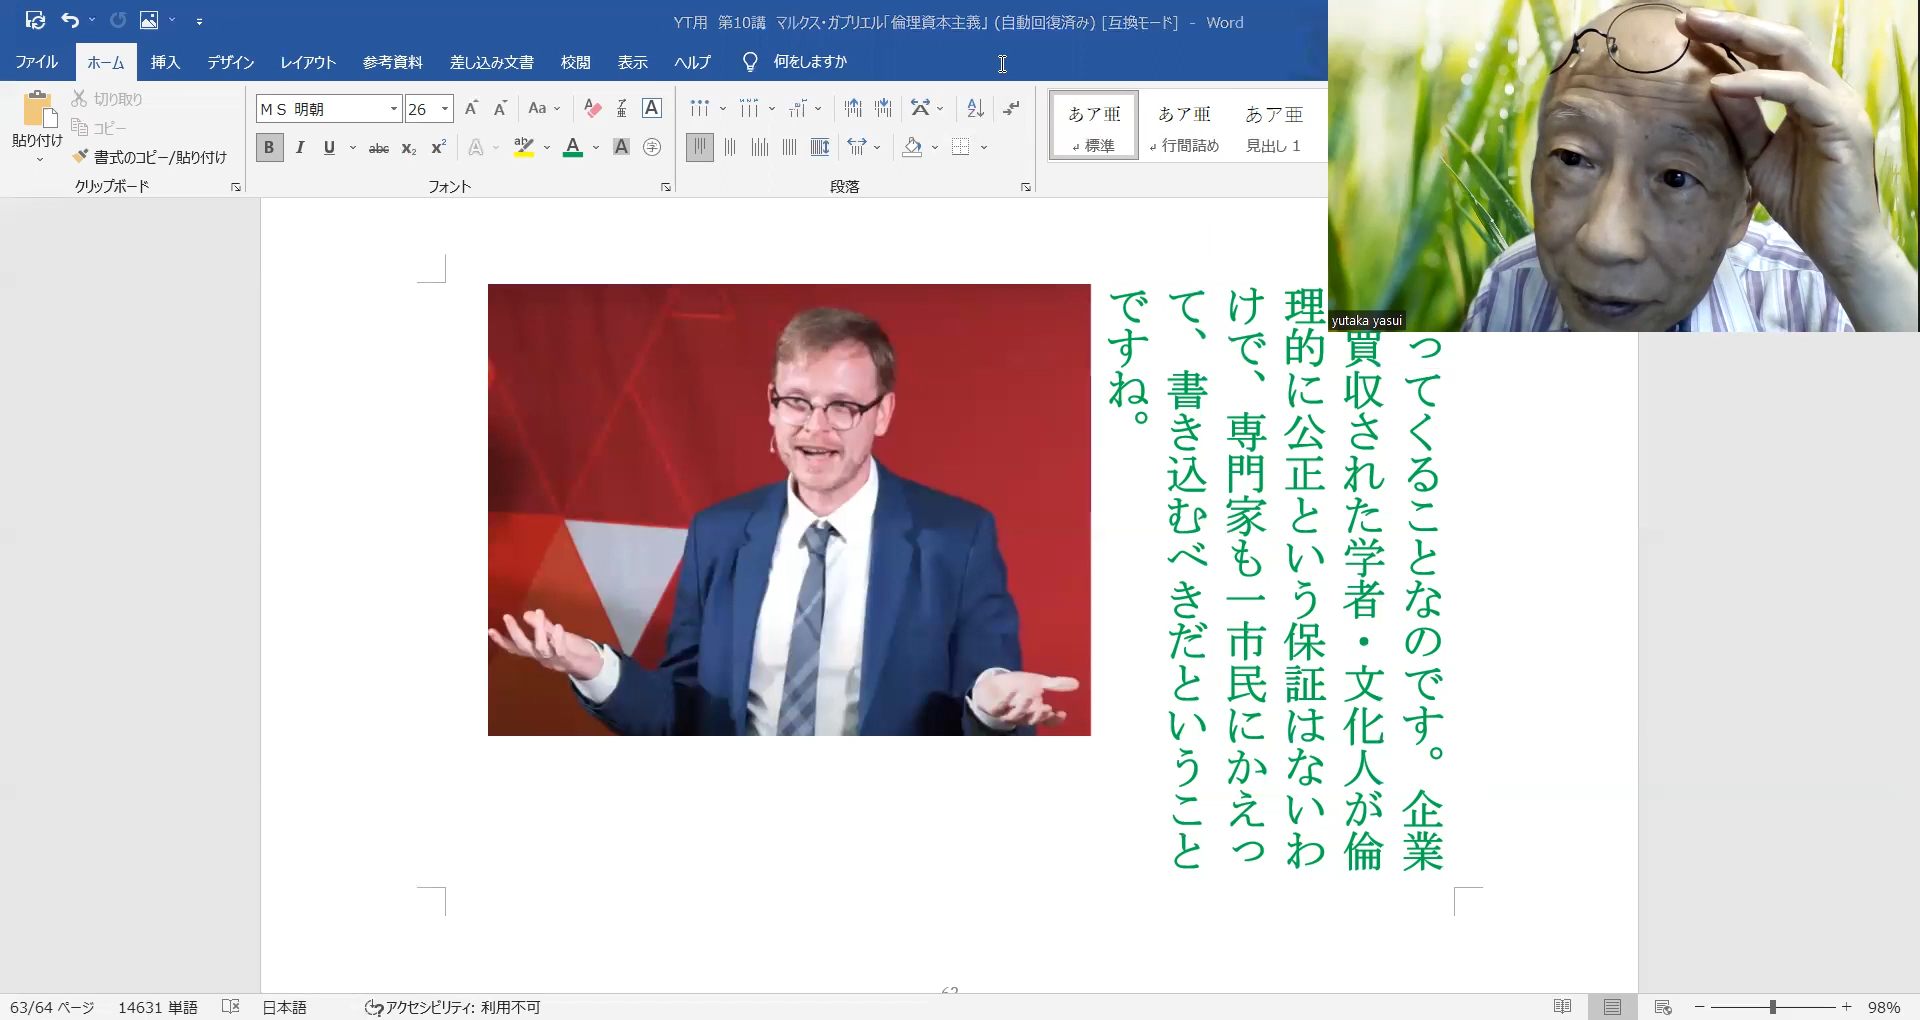 YT用 第10講 マルクス・ガブリエル「倫理資本主義」 (自動回復済み) [互換モード] - Word
ファイル ホーム 挿入 デザイン レイアウト 参考資料 差し込み文書 校閲 表示 ヘルプ 何をしますか
貼り付け
切り取り
コピー
書式のコピー/貼り付け
クリップボード
ＭＳ 明朝 26
フォント
段落
あア亜
標準
あア亜
行間詰め
あア亜
見出し 1
yutaka yasui
ってくることなのです。企業
買収された学者・文化人が倫
理的に公正という保証はないわ
けで、専門家も一市民にかえっ
て、書き込むべきだということ
ですね。
63/64 ページ 14631 単語 日本語 アクセシビリティ: 利用不可 98%